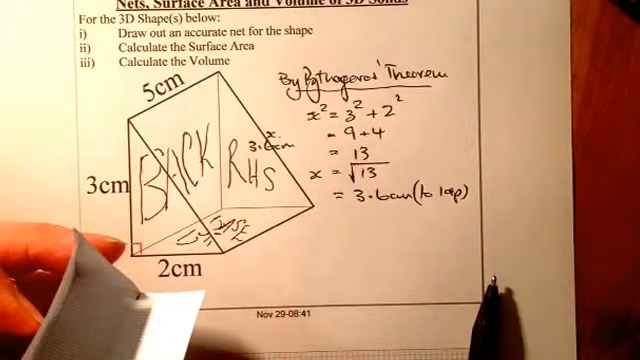 Nets, Surface Area and Volume of 3D Solids
For the 3D Shape(s) below:
i) Draw out an accurate net for the shape
ii) Calculate the Surface Area
iii) Calculate the Volume
5cm
By Pythagoras' Theorem
x² = 3² + 2²
= 9+4
= 13
x = √13
= 3.6cm (to 1dp)
x
3.6cm
BACK
RHS
3cm
BASE
2cm
Nov 29-08:41